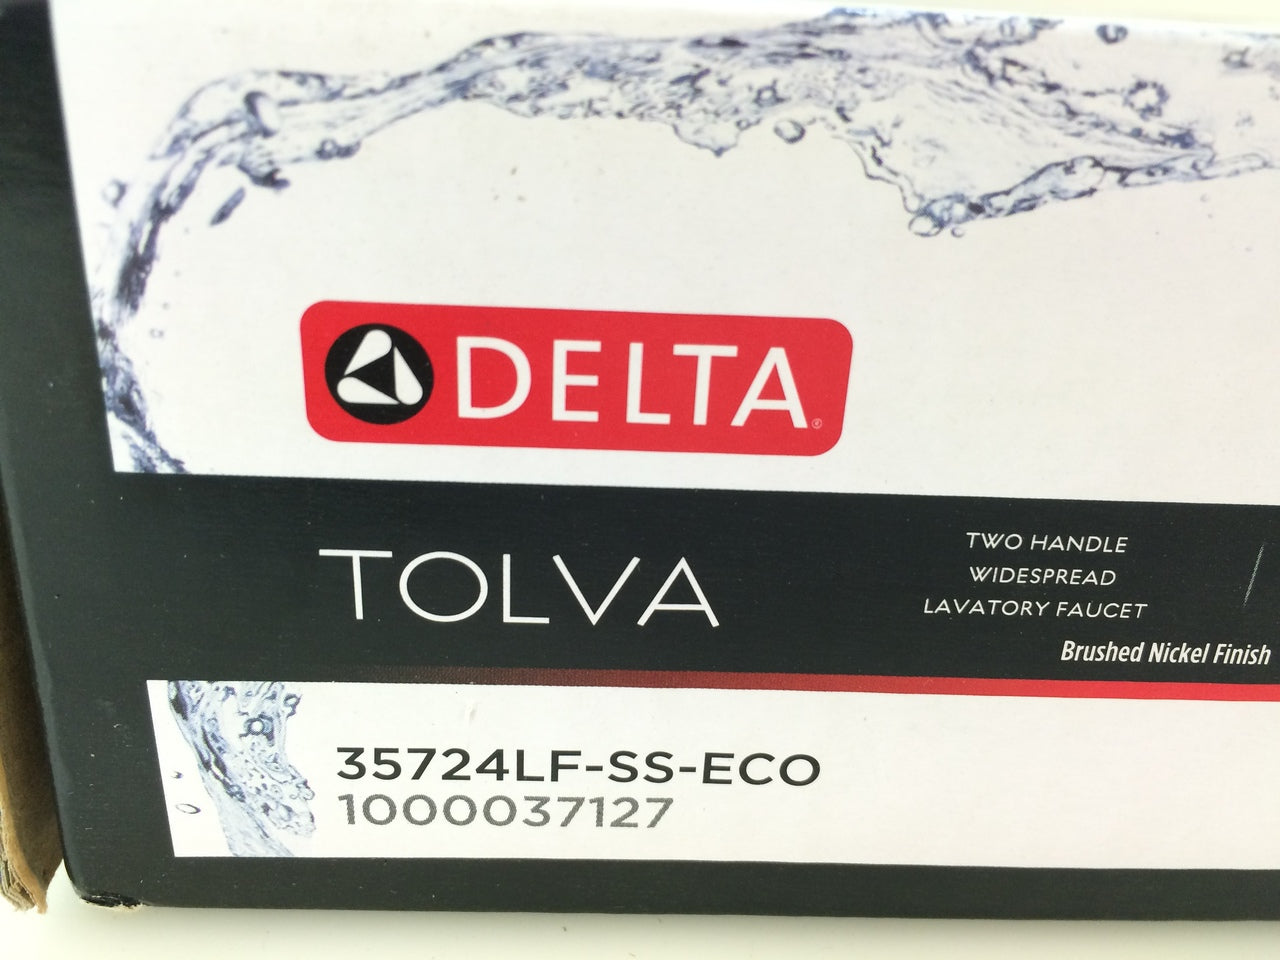 DELTA®
TOLVA
TWO HANDLE
WIDESPREAD
LAVATORY FAUCET
Brushed Nickel Finish
35724LF-SS-ECO
1000037127